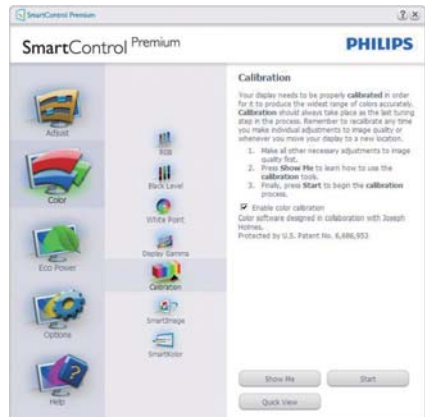 SmartControl Premium
SmartControl Premium
PHILIPS
Adjust
Color
Eco Power
Options
Help
RGB
Black Level
White Point
Display Gamma
Calibration
SmartImage
SmartKolor
Calibration
Your display needs to be properly calibrated in order
for it to produce the widest range of colors accurately.
Calibration should always take place as the last tuning
step in the process. Remember to recalibrate any time
you make individual adjustments to image quality or
whenever you move your display to a new location.
1. Make all other necessary adjustments to image
quality first.
2. Press Show Me to learn how to use the
calibration tools.
3. Finally, press Start to begin the calibration
process.
Enable color calibration
Color software designed in collaboration with Joseph
Holmes.
Protected by U.S. Patent No. 6,686,953
Show Me
Start
Quick View